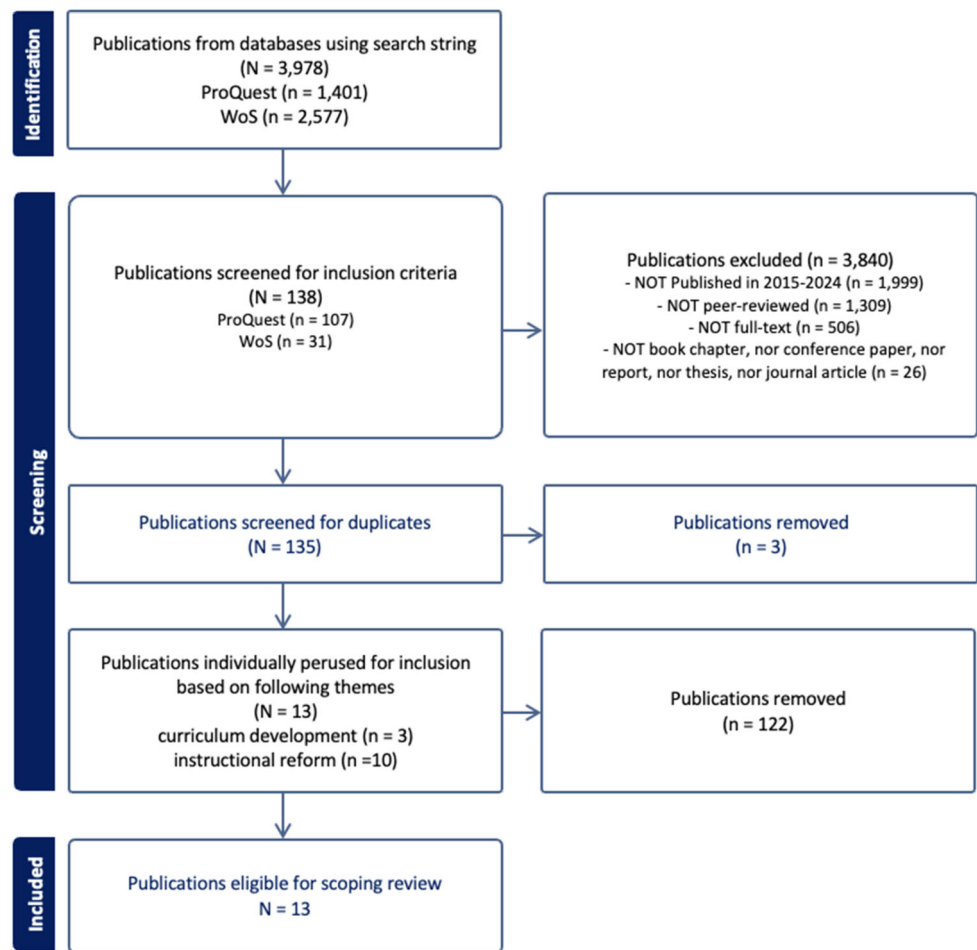 Identification
Publications from databases using search string
(N = 3,978)
ProQuest (n = 1,401)
WoS (n = 2,577)
Screening
Publications screened for inclusion criteria
(N = 138)
ProQuest (n = 107)
WoS (n = 31)
Publications excluded (n = 3,840)
- NOT Published in 2015-2024 (n = 1,999)
- NOT peer-reviewed (n = 1,309)
- NOT full-text (n = 506)
- NOT book chapter, nor conference paper, nor
report, nor thesis, nor journal article (n = 26)
Publications screened for duplicates
(N = 135)
Publications removed
(n = 3)
Publications individually perused for inclusion
based on following themes
(N = 13)
curriculum development (n = 3)
instructional reform (n =10)
Publications removed
(n = 122)
Included
Publications eligible for scoping review
N = 13